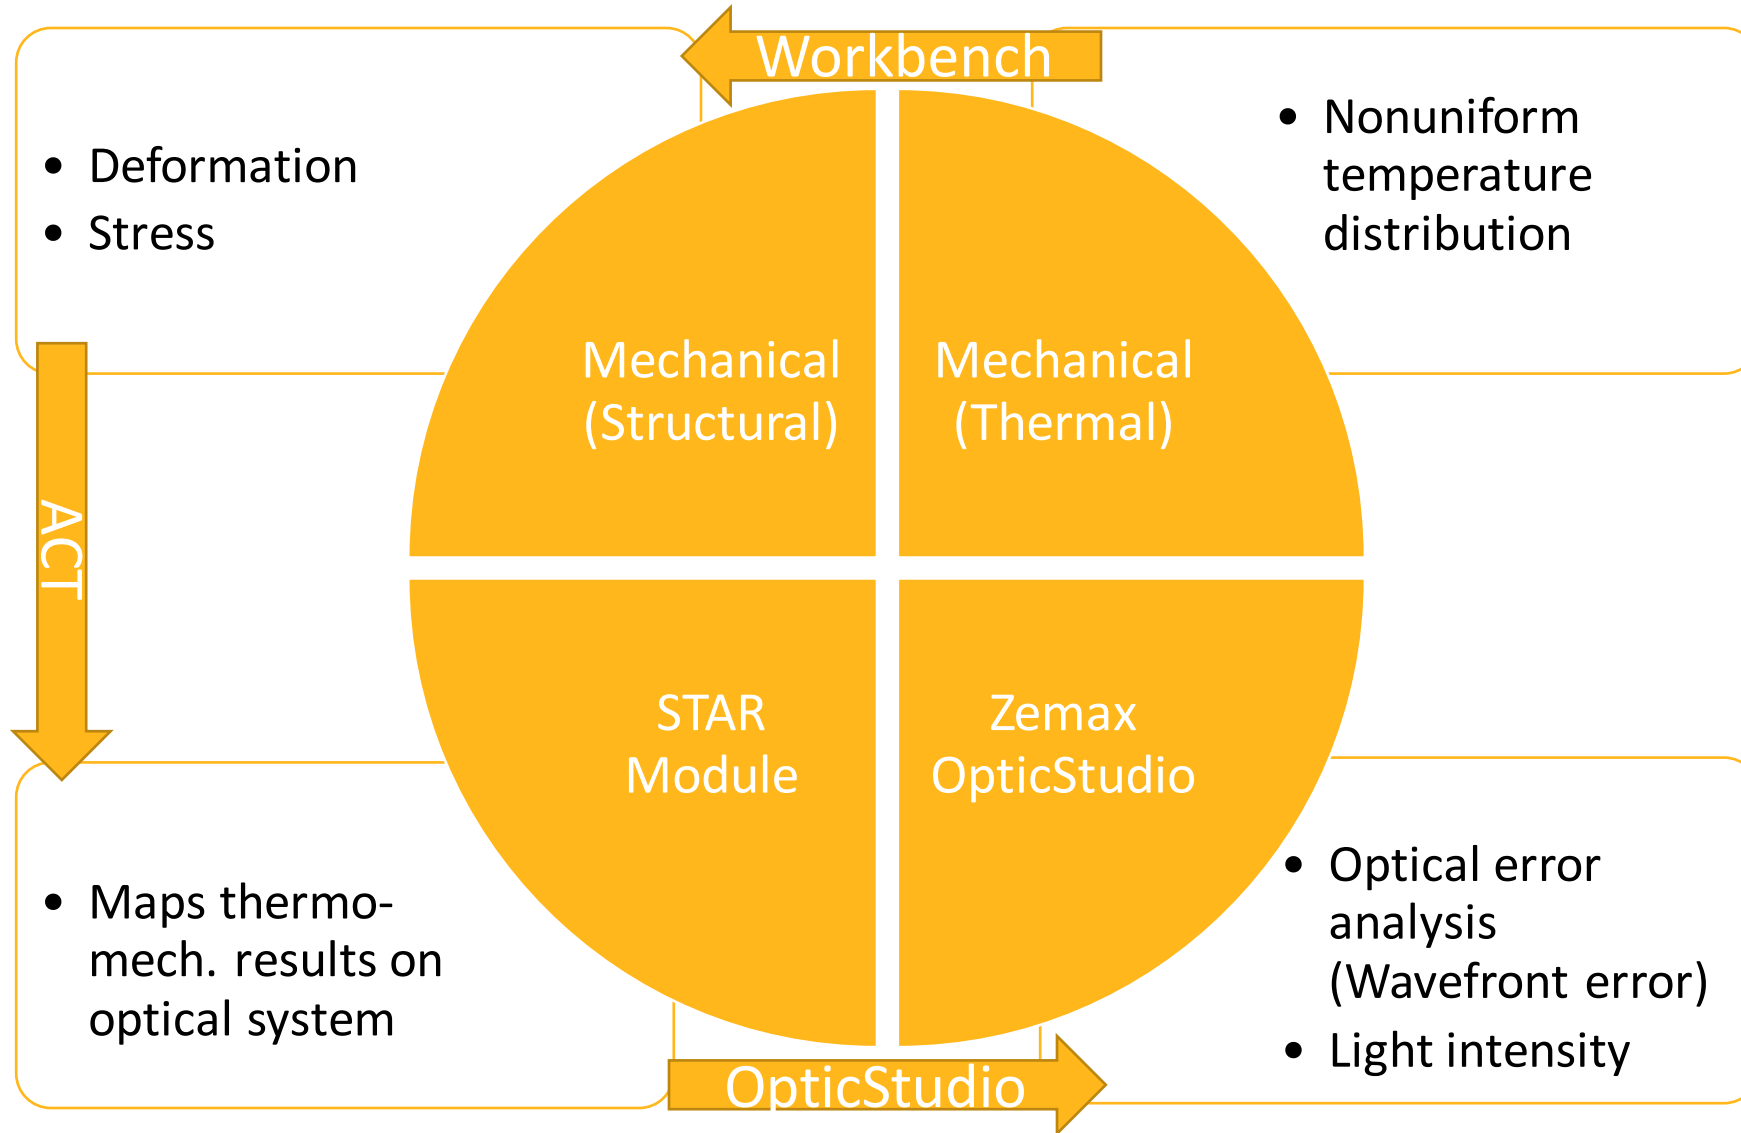 Workbench
• Deformation
• Stress
• Nonuniform
temperature
distribution
Mechanical
(Structural)
Mechanical
(Thermal)
ACT
STAR
Module
Zemax
OpticStudio
• Maps thermo-
mech. results on
optical system
• Optical error
analysis
(Wavefront error)
• Light intensity
OpticStudio